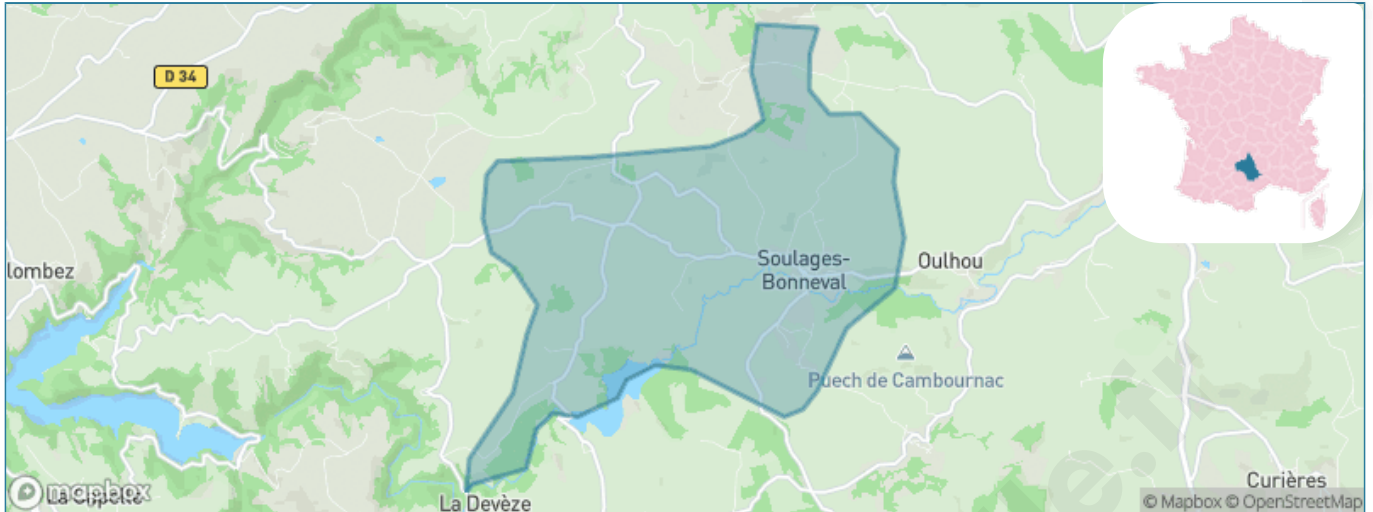 D 34
lombez
Soulages-
Bonneval
Oulhou
Puech de Cambournac
Curières
La Devèze
mapbox
© Mapbox © OpenStreetMap